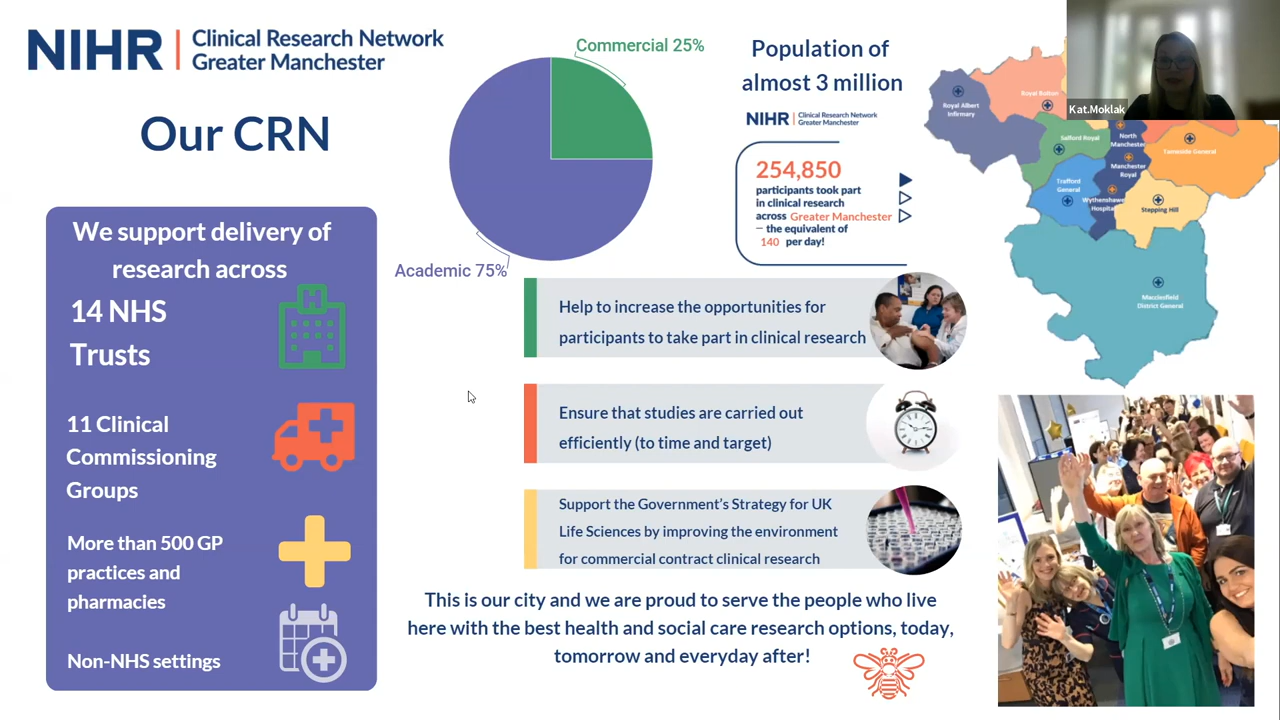 NIHR | Clinical Research Network
Greater Manchester
Our CRN
We support delivery of
research across
14 NHS
Trusts
11 Clinical
Commissioning
Groups
More than 500 GP
practices and
pharmacies
Non-NHS settings
Commercial 25%
Academic 75%
Population of
almost 3 million
NIHR | Clinical Research Network
Greater Manchester
254,850
participants took part
in clinical research
across Greater Manchester
– the equivalent of
140 per day!
Help to increase the opportunities for
participants to take part in clinical research
Ensure that studies are carried out
efficiently (to time and target)
Support the Government's Strategy for UK
Life Sciences by improving the environment
for commercial contract clinical research
This is our city and we are proud to serve the people who live
here with the best health and social care research options, today,
tomorrow and everyday after!
Royal Albert
Infirmary
Royal Bolton
Salford Royal
North
Manchester
Manchester
Royal
Tameside General
Trafford
General
Wythenshawe
Hospital
Stepping Hill
Macclesfield
District General
Kat.Moklak